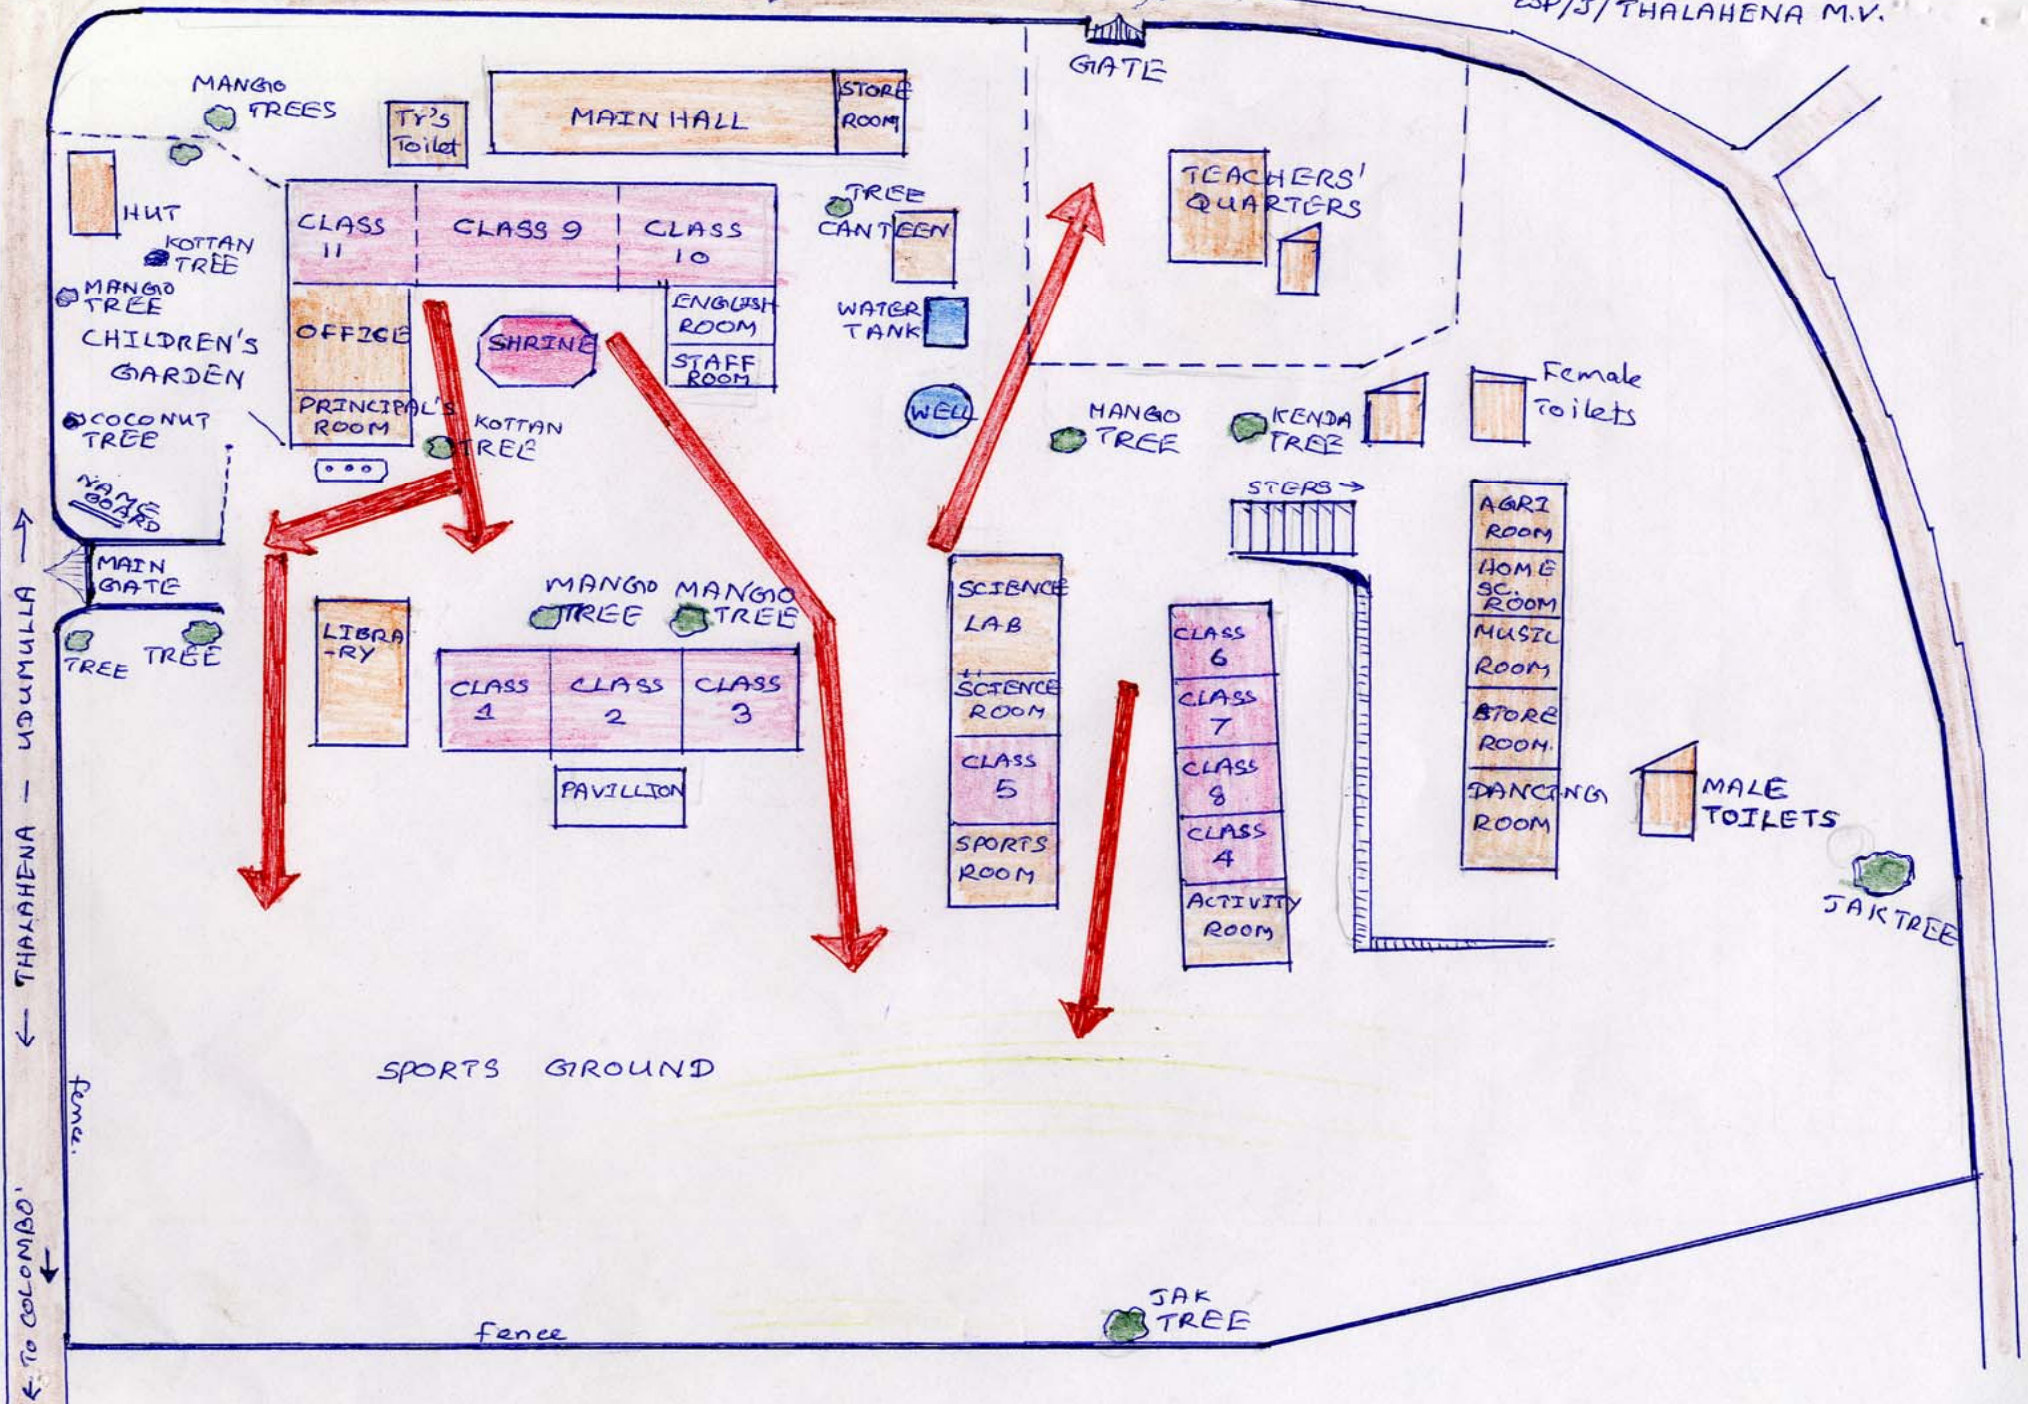 THALAHENA M.V.
GATE
MANGO
TREES
Tr's
Toilet
MAIN HALL
STORE
ROOM
TEACHERS'
QUARTERS
HUT
CLASS
11
CLASS 9
CLASS
10
TREE
CANTEEN
KOTTAN
TREE
MANGO
TREE
CHILDREN'S
GARDEN
OFFICE
SHRINE
ENGLISH
ROOM
STAFF
ROOM
WATER
TANK
WELL
PRINCIPAL'S
ROOM
KOTTAN
TREE
COCONUT
TREE
MANGO
TREE
KENDA
TREE
Female
Toilets
NAME
BOARD
STEPS →
MAIN
GATE
AGRI
ROOM
HOME
SC.
ROOM
MUSIC
ROOM
STORE
ROOM.
DANCING
ROOM
MALE
TOILETS
TREE
TREE
LIBRA
-RY
MANGO
TREE
MANGO
TREE
CLASS
1
CLASS
2
CLASS
3
PAVILLION
SCIENCE
LAB
SCIENCE
ROOM
CLASS
5
SPORTS
ROOM
CLASS
6
CLASS
7
CLASS
8
CLASS
4
ACTIVITY
ROOM
JAK TREE
SPORTS GROUND
← THALAHENA - UDUMULLA →
fence.
← TO COLOMBO'
fence
JAK
TREE